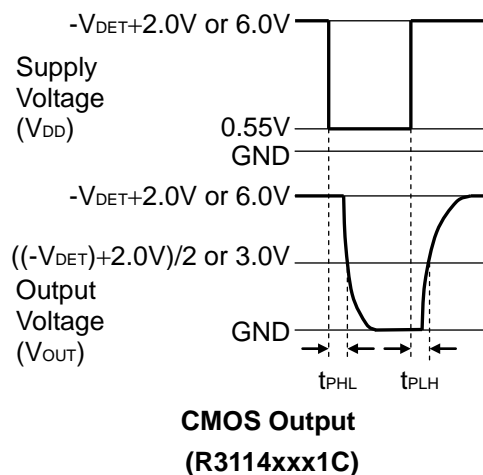 -VDET+2.0V or 6.0V
Supply
Voltage
(VDD)
0.55V
GND
-VDET+2.0V or 6.0V
((-VDET)+2.0V)/2 or 3.0V
Output
Voltage
(VOUT)
GND
tPHL tPLH
CMOS Output
(R3114xxx1C)